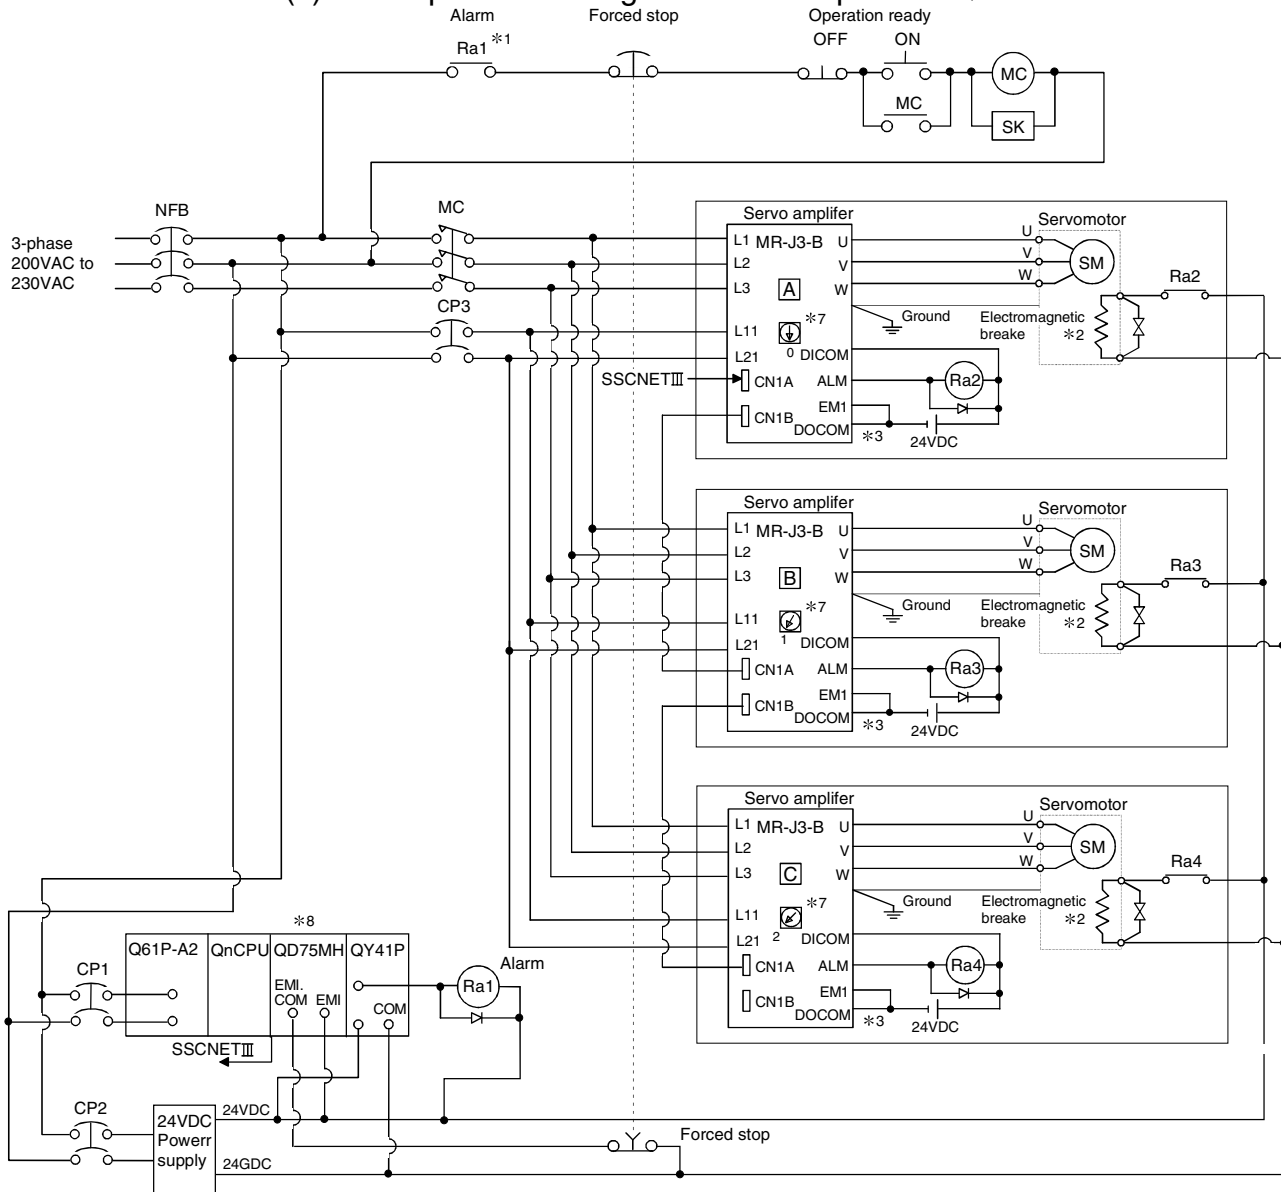 Alarm
Forced stop
Operation ready
Ra1 *1
OFF
ON
MC
MC
SK
NFB
MC
3-phase
200VAC to
230VAC
CP3
Servo amplifer
L1 MR-J3-B U
L2 V
L3 W
A
*7
L11
0
L21
DICOM
SSCNETIII
CN1A
ALM
EM1
CN1B
DOCOM
*3
24VDC
Ra2
Ground
Servomotor
U
V
W
SM
Electromagnetic
breake *2
Ra2
Servo amplifer
L1 MR-J3-B U
L2 V
L3 W
B
*7
L11
1
L21
DICOM
CN1A
ALM
EM1
CN1B
DOCOM
*3
24VDC
Ra3
Ground
Servomotor
U
V
W
SM
Electromagnetic
breake *2
Ra3
Servo amplifer
L1 MR-J3-B U
L2 V
L3 W
C
*7
L11
2
L21
DICOM
CN1A
ALM
EM1
CN1B
DOCOM
*3
24VDC
Ra4
Ground
Servomotor
U
V
W
SM
Electromagnetic
breake *2
Ra4
*8
Q61P-A2 QnCPU QD75MH QY41P
CP1
EMI.
COM EMI
COM
Alarm
Ra1
SSCNETIII
CP2
24VDC
Powerr
supply
24VDC
24GDC
Forced stop